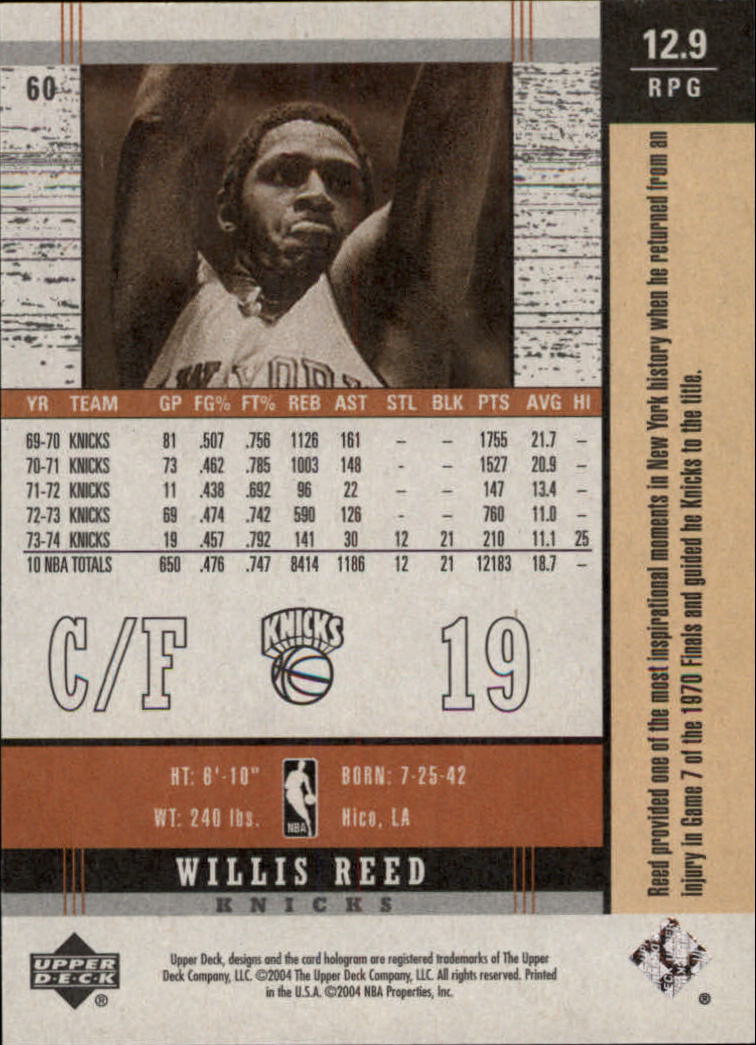 12.9
RPG
60
NEW YORK
YR TEAM GP FG% FT% REB AST STL BLK PTS AVG HI
69-70 KNICKS 81 .507 .756 1126 161 – – 1755 21.7 –
70-71 KNICKS 73 .462 .785 1003 148 - – 1527 20.9 –
71-72 KNICKS 11 .438 .692 96 22 – – 147 13.4 –
72-73 KNICKS 69 .474 .742 590 126 - – 760 11.0 –
73-74 KNICKS 19 .457 .792 141 30 12 21 210 11.1 25
10 NBA TOTALS 650 .476 .747 8414 1186 12 21 12183 18.7 –
C/F
KNICKS
19
HT: 6'-10"
WT: 240 lbs.
NBA
BORN: 7-25-42
Hico, LA
WILLIS REED
KNICKS
Reed provided one of the most inspirational moments in New York history when he returned from an
injury in Game 7 of the 1970 Finals and guided he Knicks to the title.
UPPER
D·E·C·K
®
Upper Deck, designs and the card hologram are registered trademarks of The Upper
Deck Company, LLC. ©2004 The Upper Deck Company, LLC. All rights reserved. Printed
in the U.S.A. ©2004 NBA Properties, Inc.
®